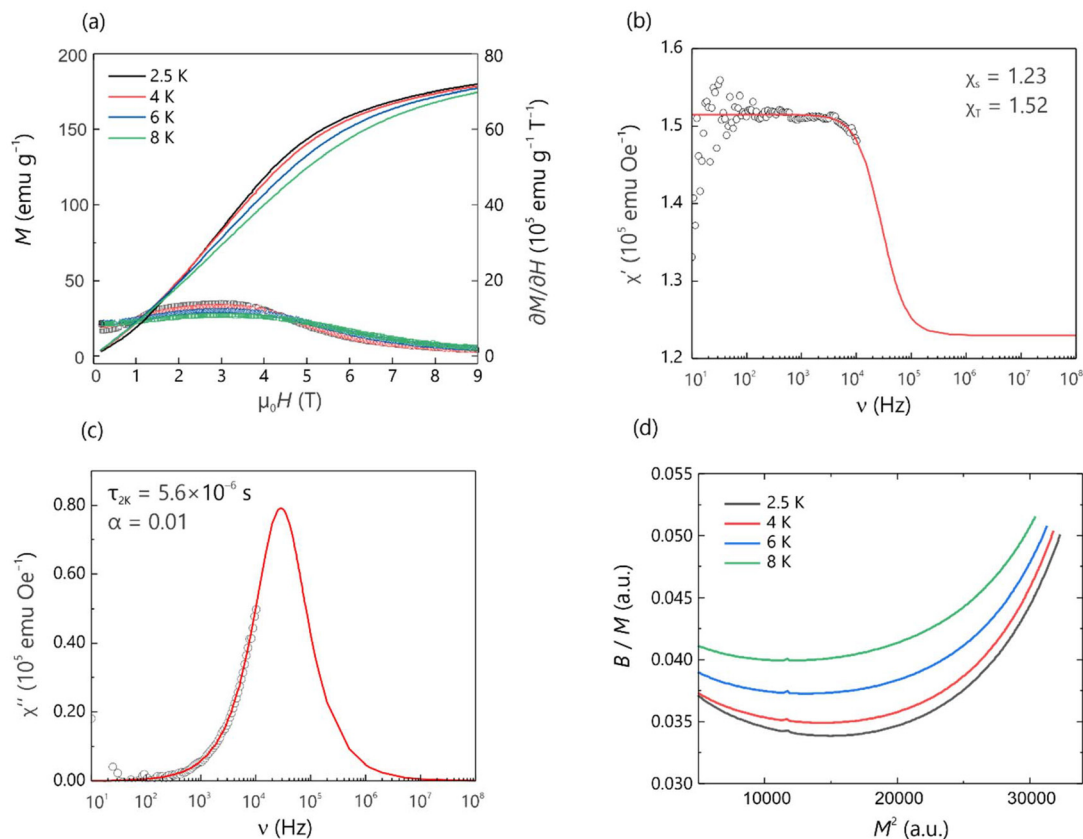 (a)
200
150
100
50
0
M (emu g⁻¹)
2.5 K
4 K
6 K
8 K
80
60
40
20
0
∂M/∂H (10⁵ emu g⁻¹ T⁻¹)
0 1 2 3 4 5 6 7 8 9
μ₀H (T)
(b)
1.6
1.5
1.4
1.3
1.2
χ′ (10⁵ emu Oe⁻¹)
χₛ = 1.23
χ_T = 1.52
10¹ 10² 10³ 10⁴ 10⁵ 10⁶ 10⁷ 10⁸
ν (Hz)
(c)
0.80
0.60
0.40
0.20
0.00
χ′′ (10⁵ emu Oe⁻¹)
τ₂K = 5.6×10⁻⁶ s
α = 0.01
10¹ 10² 10³ 10⁴ 10⁵ 10⁶ 10⁷ 10⁸
ν (Hz)
(d)
0.055
0.050
0.045
0.040
0.035
0.030
B / M (a.u.)
2.5 K
4 K
6 K
8 K
10000 20000 30000
M² (a.u.)